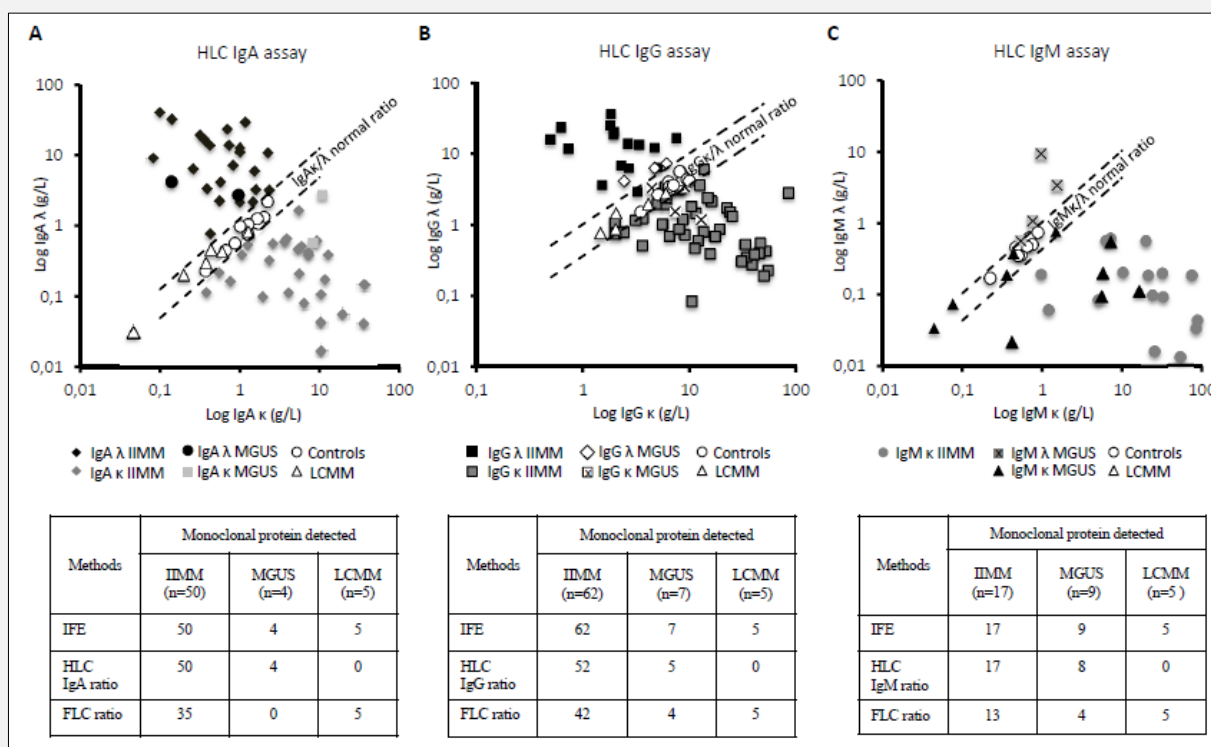 A
HLC IgA assay
100
10
1
0,1
0,01
Log IgA λ (g/L)
IgAκ/λ normal ratio
0,1 1 10 100
Log IgA κ (g/L)
IgA λ IIMM IgA λ MGUS Controls
IgA κ IIMM IgA κ MGUS LCMM
B
HLC IgG assay
100
10
1
0,1
0,01
Log IgG λ (g/L)
IgGκ/λ normal ratio
0,1 1 10 100
Log IgG κ (g/L)
IgG λ IIMM IgG λ MGUS Controls
IgG κ IIMM IgG κ MGUS LCMM
C
HLC IgM assay
100
10
1
0,1
0,01
Log IgM λ (g/L)
IgMκ/λ normal ratio
0,01 0,1 1 10 100
Log IgM κ (g/L)
IgM κ IIMM IgM λ MGUS Controls
IgM κ MGUS LCMM
Methods
Monoclonal protein detected
IIMM MGUS LCMM
(n=50) (n=4) (n=5)
IFE 50 4 5
HLC
IgA ratio 50 4 0
FLC ratio 35 0 5
Methods
Monoclonal protein detected
IIMM MGUS LCMM
(n=62) (n=7) (n=5)
IFE 62 7 5
HLC
IgG ratio 52 5 0
FLC ratio 42 4 5
Methods
Monoclonal protein detected
IIMM MGUS LCMM
(n=17) (n=9) (n=5 )
IFE 17 9 5
HLC
IgM ratio 17 8 0
FLC ratio 13 4 5